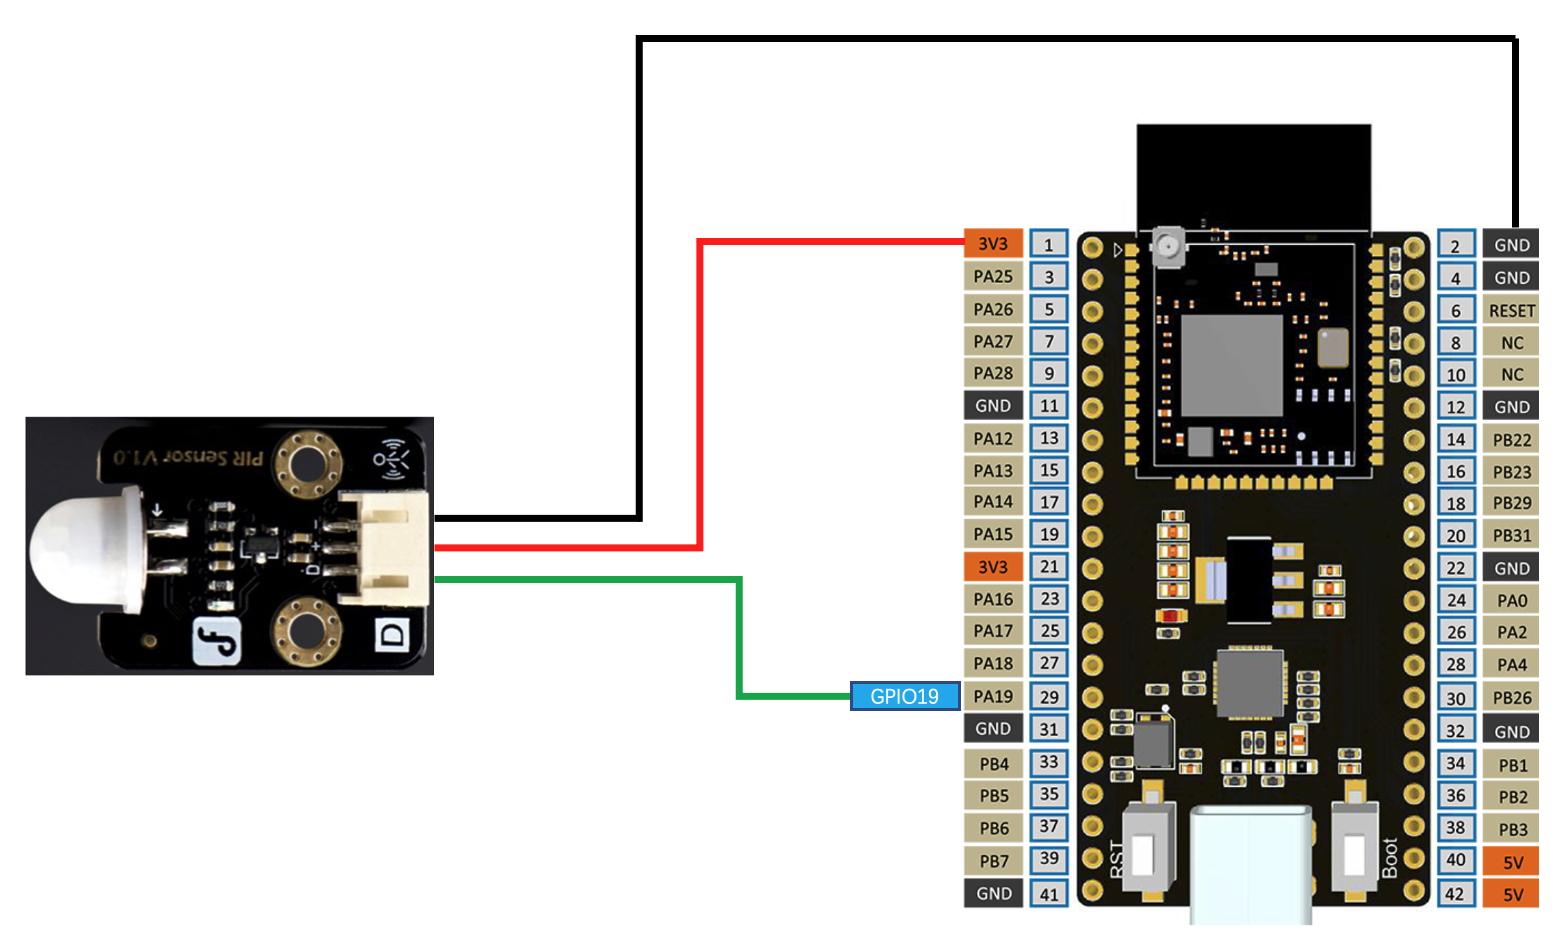 PIR Sensor V1.0
- 
+
D
D
GPIO19
3V3 1
PA25 3
PA26 5
PA27 7
PA28 9
GND 11
PA12 13
PA13 15
PA14 17
PA15 19
3V3 21
PA16 23
PA17 25
PA18 27
PA19 29
GND 31
PB4 33
PB5 35
PB6 37
PB7 39
GND 41
2 GND
4 GND
6 RESET
8 NC
10 NC
12 GND
14 PB22
16 PB23
18 PB29
20 PB31
22 GND
24 PA0
26 PA2
28 PA4
30 PB26
32 GND
34 PB1
36 PB2
38 PB3
40 5V
42 5V
RST
Boot